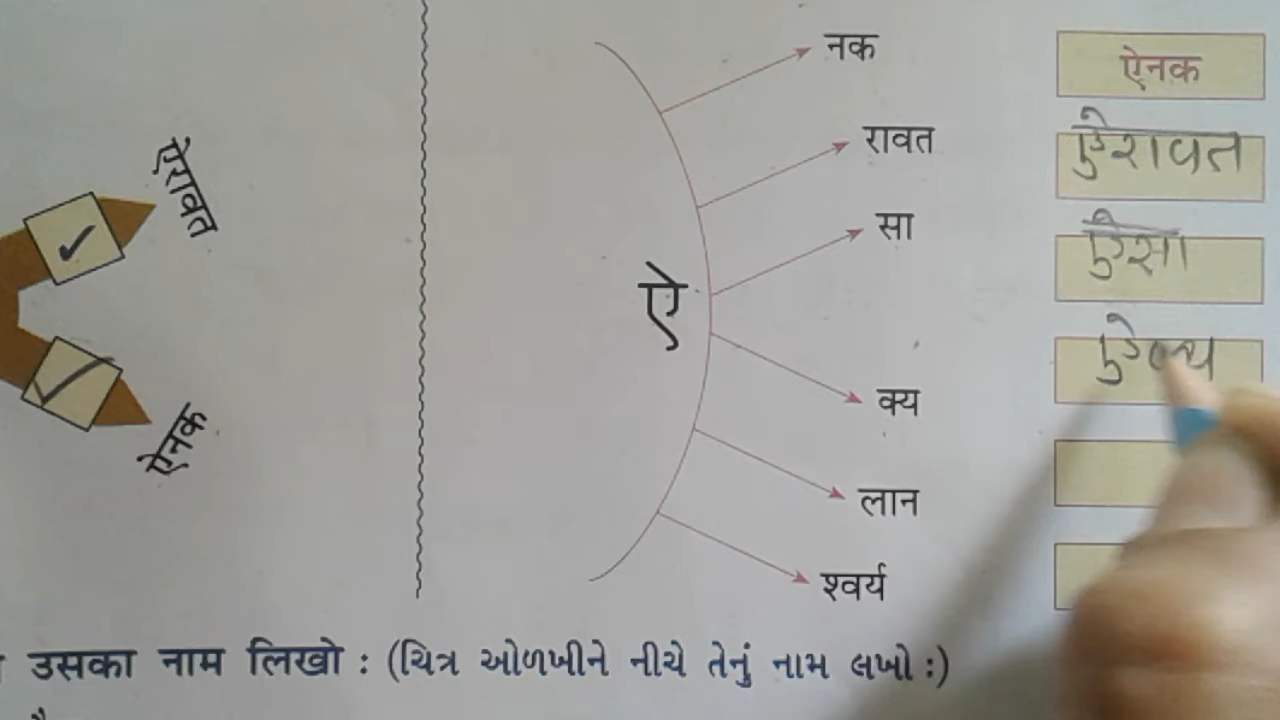 नक
ऐनक
रावत
ऐरावत
ऐरावत
सा
ऐसा
ऐ
क्य
ऐक्य
ऐनक
लान
श्वर्य
उसका नाम लिखो : (ચિત્ર ઓળખીને નીચે તેનું નામ લખો :)